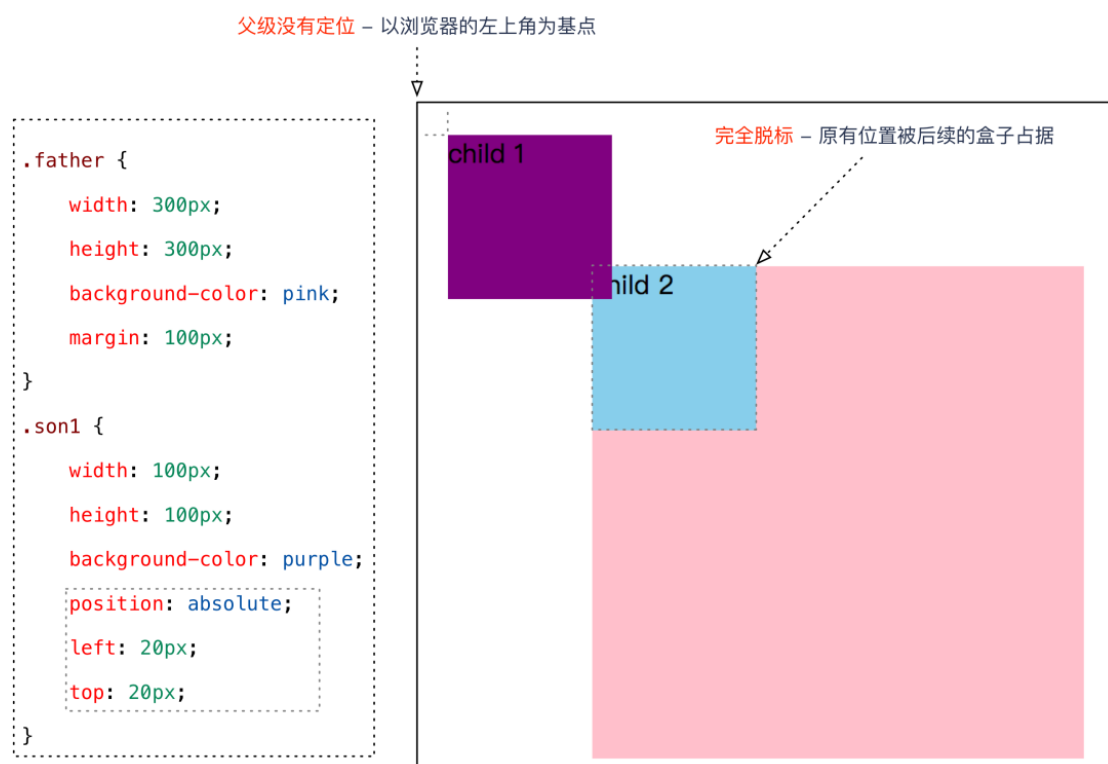 父级没有定位 – 以浏览器的左上角为基点
完全脱标 – 原有位置被后续的盒子占据
.father {
width: 300px;
height: 300px;
background-color: pink;
margin: 100px;
}
.son1 {
width: 100px;
height: 100px;
background-color: purple;
position: absolute;
left: 20px;
top: 20px;
}
child 1
hild 2